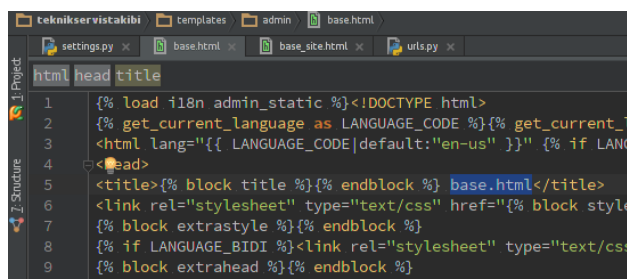 teknikservistakibi templates admin base.html
settings.py base.html base_site.html urls.py
html head title
1: Project
7: Structure
1 {% load i18n admin_static %}<!DOCTYPE html>
2 {% get_current_language as LANGUAGE_CODE %}{% get_current_l
3 <html lang="{{ LANGUAGE_CODE|default:"en-us" }}" {% if LANG
4 <head>
5 <title>{% block title %}{% endblock %} base.html</title>
6 <link rel="stylesheet" type="text/css" href="{% block style
7 {% block extrastyle %}{% endblock %}
8 {% if LANGUAGE_BIDI %}<link rel="stylesheet" type="text/css
9 {% block extrahead %}{% endblock %}